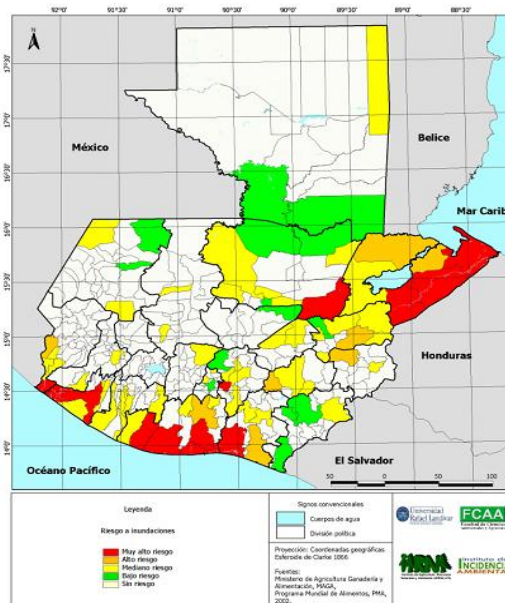 92°0' 91°30' 91°0' 90°30' 90°0' 89°30' 89°0' 88°30'
N
17°30'
17°0'
México
Belice
16°30'
Mar Carib
16°0'
15°30'
15°0'
Honduras
14°30'
14°0'
El Salvador
Océano Pacífico
50 0 50 100
Leyenda
Riesgo a inundaciones
Muy alto riesgo
Alto riesgo
Mediano riesgo
Bajo riesgo
Sin riesgo
Signos convencionales
Cuerpos de agua
División política
Proyección: Coordenadas geográficas
Esferoide de Clarke 1866
Fuentes:
Ministerio de Agricultura Ganadería y
Alimentación, MAGA,
Programa Mundial de Alimentos, PMA,
2002.
Universidad
Rafael Landívar
FCAA
IARNA
Instituto de
INCIDENCIA
AMBIENTAL